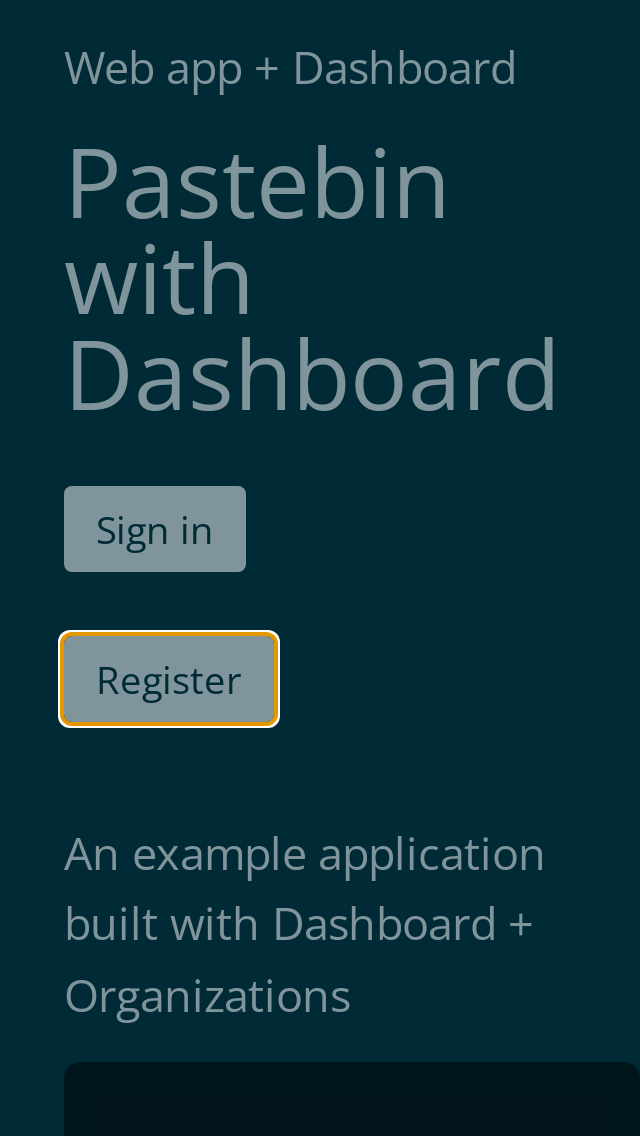 Web app + Dashboard
Pastebin
with
Dashboard
Sign in
Register
An example application
built with Dashboard +
Organizations